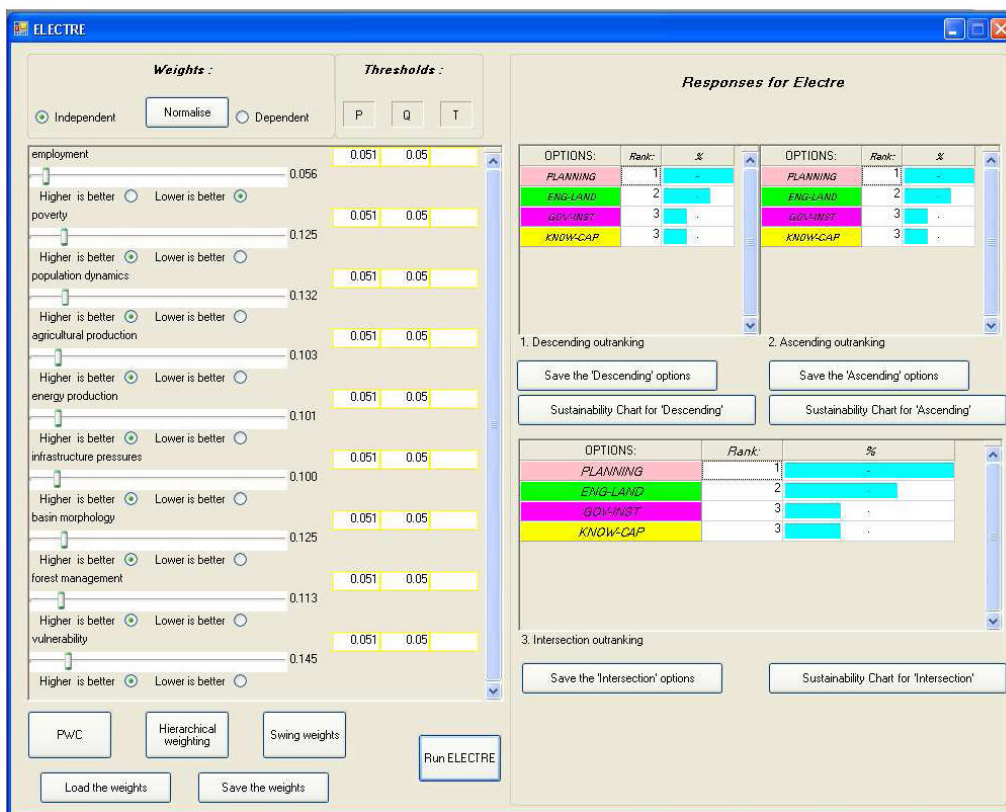 ELECTRE
Weights :
Thresholds :
Independent
Normalise
Dependent
P
Q
T
employment
0.051 0.05
0.056
Higher is better Lower is better
poverty
0.051 0.05
0.125
Higher is better Lower is better
population dynamics
0.051 0.05
0.132
Higher is better Lower is better
agricultural production
0.051 0.05
0.103
Higher is better Lower is better
energy production
0.051 0.05
0.101
Higher is better Lower is better
infrastructure pressures
0.051 0.05
0.100
Higher is better Lower is better
basin morphology
0.051 0.05
0.125
Higher is better Lower is better
forest management
0.051 0.05
0.113
Higher is better Lower is better
vulnerability
0.051 0.05
0.145
Higher is better Lower is better
PWC
Hierarchical
weighting
Swing weights
Run ELECTRE
Load the weights
Save the weights
Responses for Electre
OPTIONS: Rank: %
PLANNING 1 -
ENG-LAND 2 .
GOV-INST 3 .
KNOW-CAP 3 .
1. Descending outranking
Save the 'Descending' options
Sustainability Chart for 'Descending'
OPTIONS: Rank: %
PLANNING 1 -
ENG-LAND 2 .
GOV-INST 3 .
KNOW-CAP 3 .
2. Ascending outranking
Save the 'Ascending' options
Sustainability Chart for 'Ascending'
OPTIONS: Rank: %
PLANNING 1 -
ENG-LAND 2 .
GOV-INST 3 .
KNOW-CAP 3 .
3. Intersection outranking
Save the 'Intersection' options
Sustainability Chart for 'Intersection'